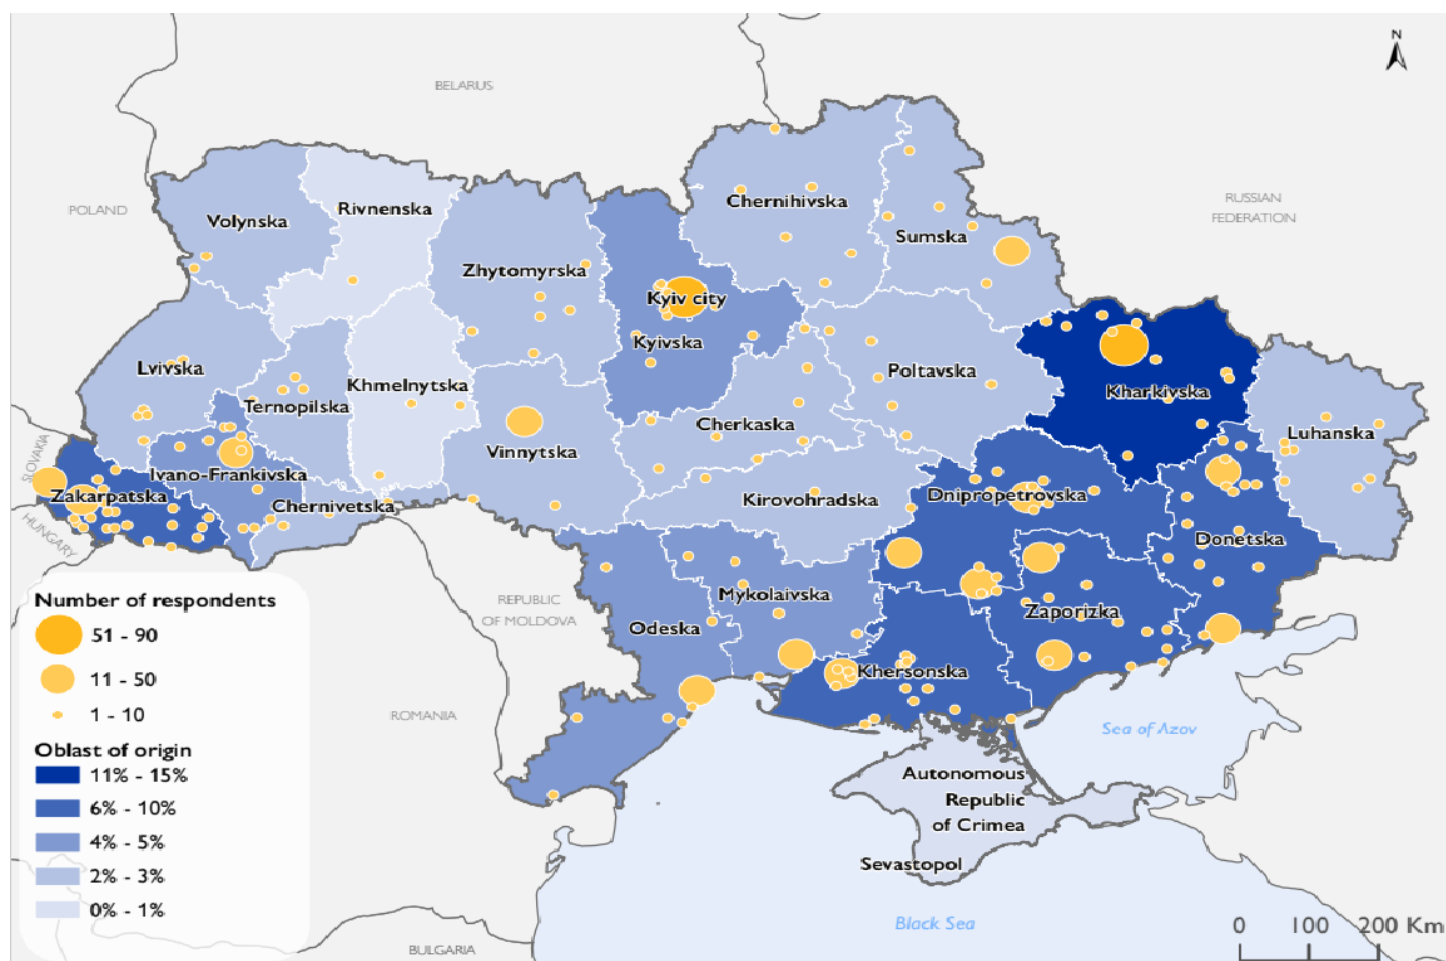 N
BELARUS
POLAND
RUSSIAN
FEDERATION
Volynska
Rivnenska
Chernihivska
Sumska
Zhytomyrska
Kyiv city
Kyivska
Lvivska
Khmelnytska
Ternopilska
Poltavska
Kharkivska
Cherkaska
Luhanska
Vinnytska
SLOVAKIA
Ivano-Frankivska
Zakarpatska
Chernivetska
Kirovohradska
Dnipropetrovska
Donetska
HUNGARY
REPUBLIC
OF MOLDOVA
Mykolaivska
Zaporizka
Odeska
Khersonska
ROMANIA
Sea of Azov
Autonomous
Republic
of Crimea
Sevastopol
Black Sea
BULGARIA
Number of respondents
51 - 90
11 - 50
1 - 10
Oblast of origin
11% - 15%
6% - 10%
4% - 5%
2% - 3%
0% - 1%
0 100 200 Km